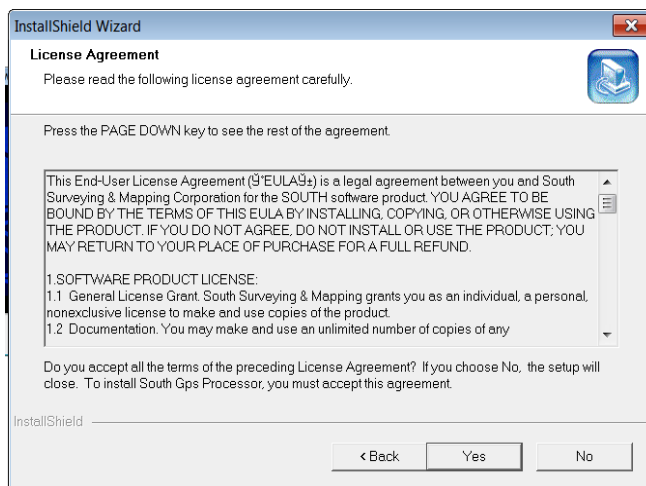 InstallShield Wizard
License Agreement
Please read the following license agreement carefully.
Press the PAGE DOWN key to see the rest of the agreement.
This End-User License Agreement (Ÿ°EULAŸ±) is a legal agreement between you and South
Surveying & Mapping Corporation for the SOUTH software product. YOU AGREE TO BE
BOUND BY THE TERMS OF THIS EULA BY INSTALLING, COPYING, OR OTHERWISE USING
THE PRODUCT. IF YOU DO NOT AGREE, DO NOT INSTALL OR USE THE PRODUCT; YOU
MAY RETURN TO YOUR PLACE OF PURCHASE FOR A FULL REFUND.
1.SOFTWARE PRODUCT LICENSE:
1.1 General License Grant. South Surveying & Mapping grants you as an individual, a personal,
nonexclusive license to make and use copies of the product.
1.2 Documentation. You may make and use an unlimited number of copies of any
Do you accept all the terms of the preceding License Agreement? If you choose No, the setup will
close. To install South Gps Processor, you must accept this agreement.
InstallShield
< Back
Yes
No